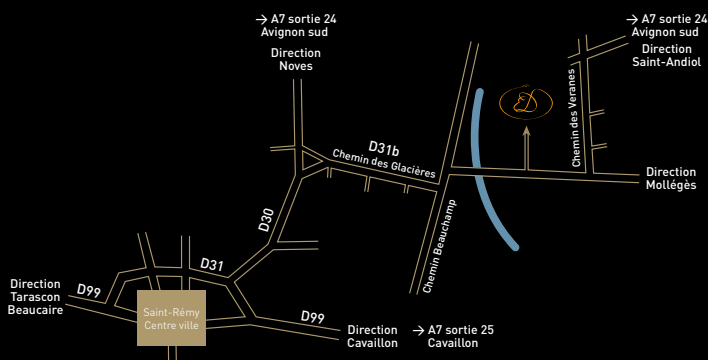 → A7 sortie 24
Avignon sud
Direction
Noves
→ A7 sortie 24
Avignon sud
Direction
Saint-Andiol
D31b
Chemin des Glacières
Chemin des Veranes
Direction
Mollégès
Chemin Beauchamp
D30
D31
Direction
Tarascon
Beaucaire
D99
Saint-Rémy
Centre ville
D99
Direction
Cavaillon
→ A7 sortie 25
Cavaillon